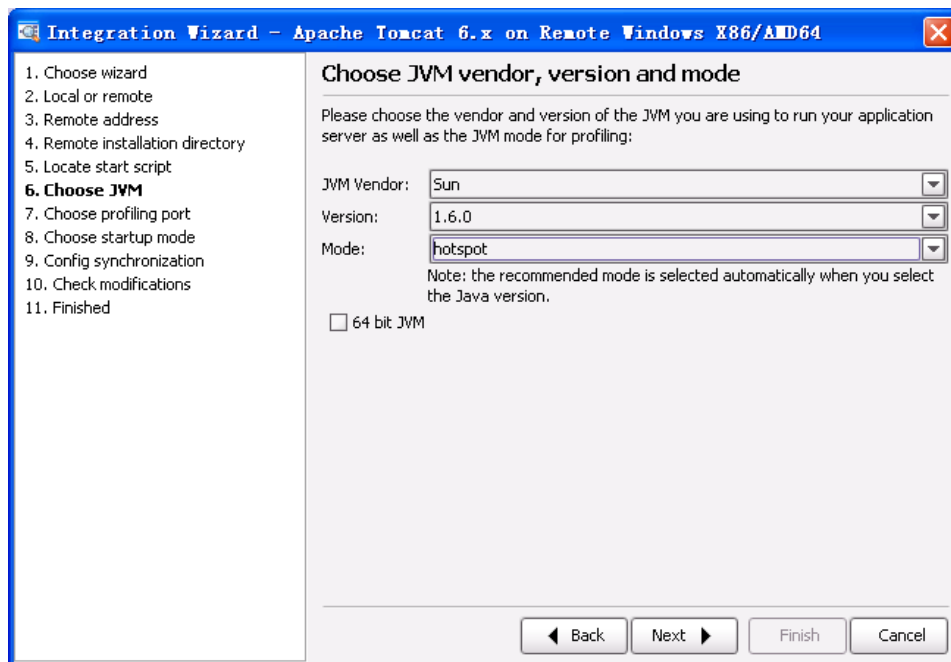 Integration Wizard - Apache Tomcat 6.x on Remote Windows X86/AMD64
1. Choose wizard
2. Local or remote
3. Remote address
4. Remote installation directory
5. Locate start script
6. Choose JVM
7. Choose profiling port
8. Choose startup mode
9. Config synchronization
10. Check modifications
11. Finished
Choose JVM vendor, version and mode
Please choose the vendor and version of the JVM you are using to run your application
server as well as the JVM mode for profiling:
JVM Vendor: Sun
Version: 1.6.0
Mode: hotspot
Note: the recommended mode is selected automatically when you select
the Java version.
64 bit JVM
Back Next Finish Cancel